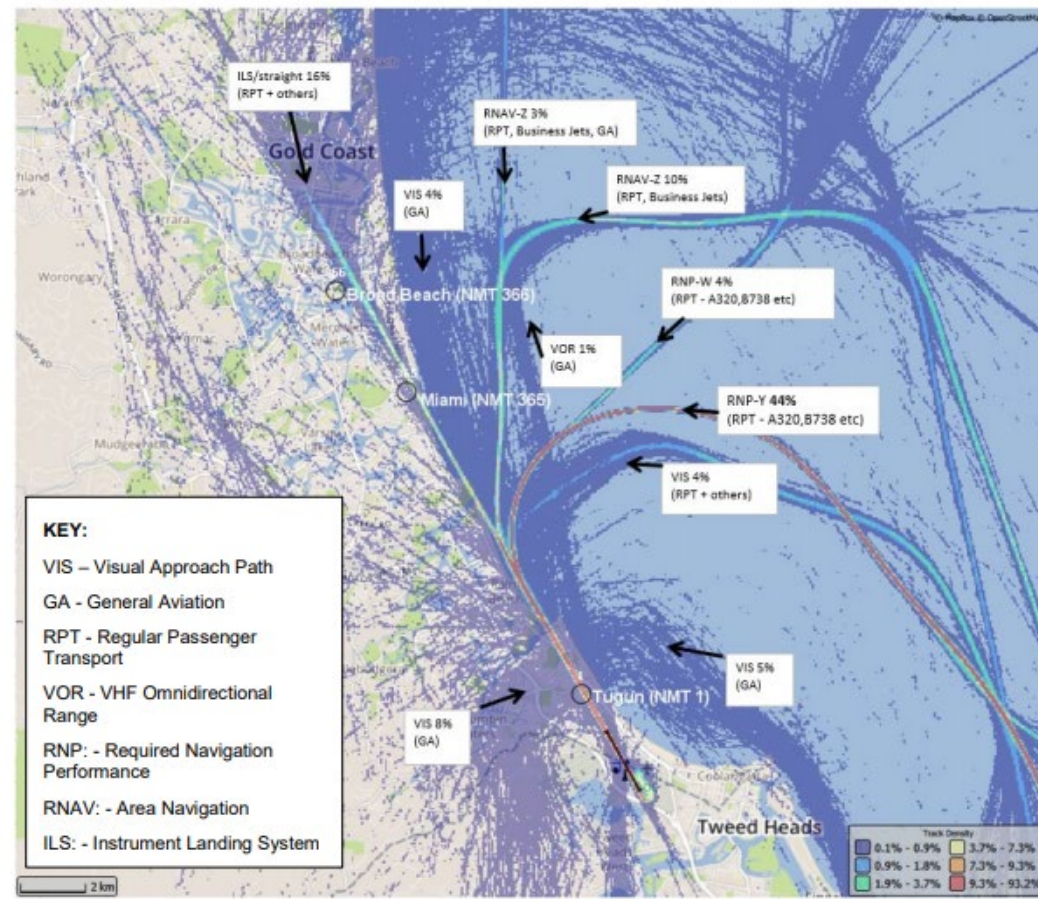 © MapBox © OpenStreetMa
ILS/straight 16%
(RPT + others)
Gold Coast
RNAV-Z 3%
(RPT, Business Jets, GA)
VIS 4%
(GA)
RNAV-Z 10%
(RPT, Business Jets)
Carrara
Worongary
Broad Beach (NMT 366)
RNP-W 4%
(RPT - A320,B738 etc)
VOR 1%
(GA)
Miami (NMT 365)
RNP-Y 44%
(RPT - A320,B738 etc)
VIS 4%
(RPT + others)
KEY:
VIS – Visual Approach Path
GA - General Aviation
RPT - Regular Passenger
Transport
VOR - VHF Omnidirectional
Range
RNP: - Required Navigation
Performance
RNAV: - Area Navigation
ILS: - Instrument Landing System
VIS 5%
(GA)
Tugun (NMT 1)
VIS 8%
(GA)
Tweed Heads
Track Density
0.1% - 0.9%
3.7% - 7.3%
0.9% - 1.8%
7.3% - 9.3%
1.9% - 3.7%
9.3% - 93.2%
2 km